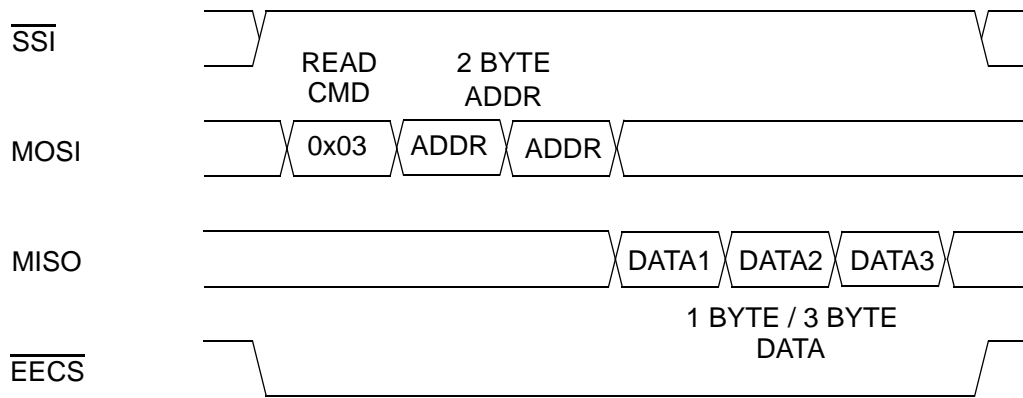 SSI
READ 2 BYTE
CMD ADDR
MOSI 0x03 ADDR ADDR
MISO DATA1 DATA2 DATA3
1 BYTE / 3 BYTE
DATA
EECS